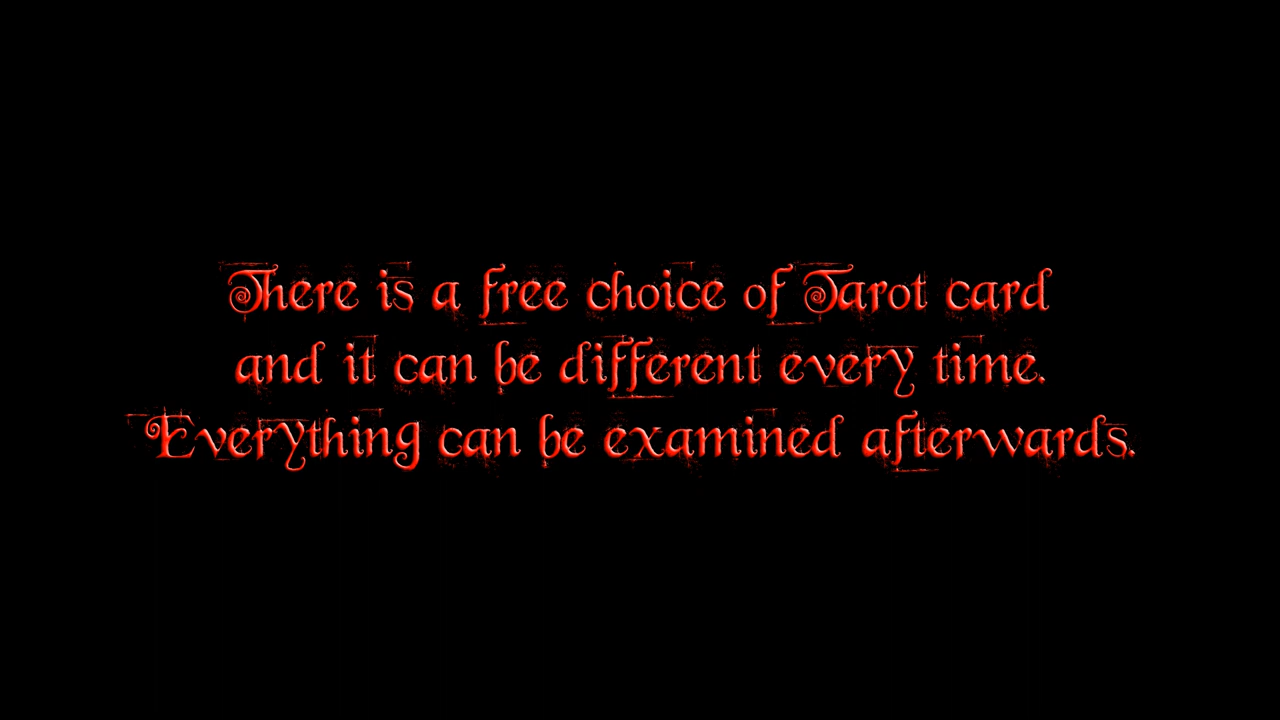 There is a free choice of Tarot card
and it can be different every time.
Everything can be examined afterwards.